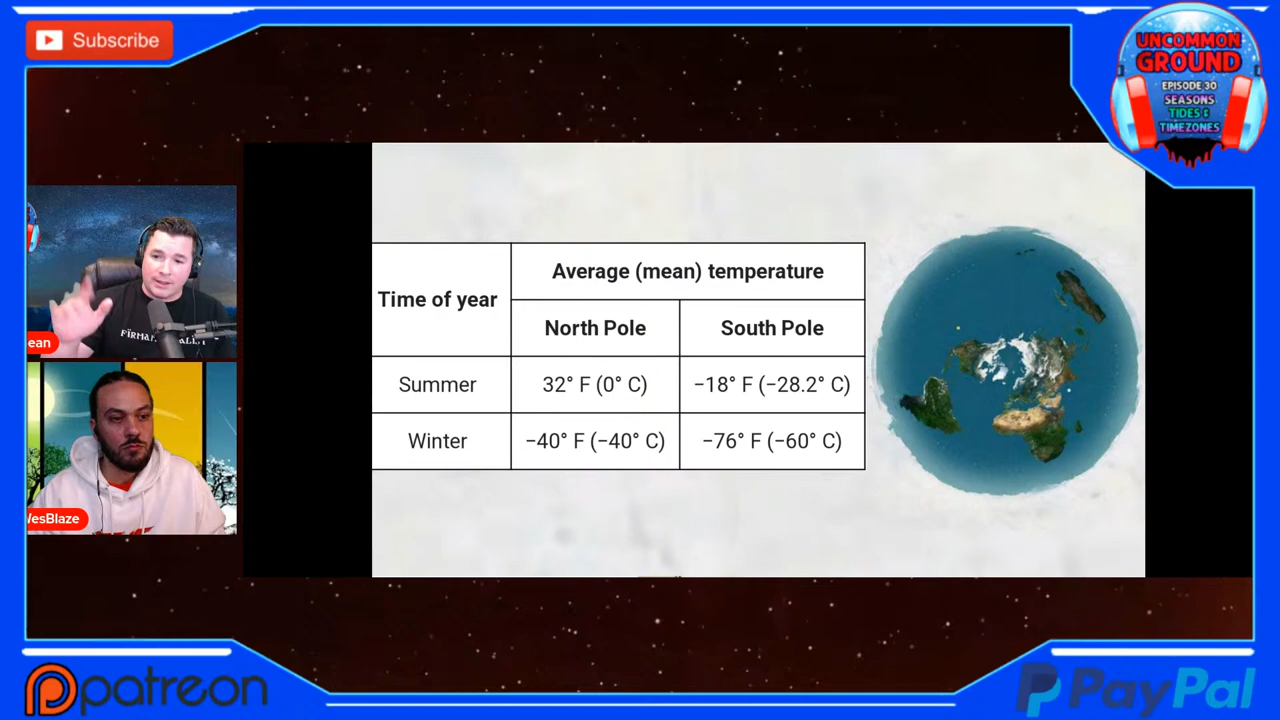 Subscribe
UNCOMMON
GROUND
EPISODE 30
SEASONS
TIDES &
TIMEZONES
Time of year
Average (mean) temperature
North Pole
South Pole
Summer
32° F (0° C)
−18° F (−28.2° C)
Winter
−40° F (−40° C)
−76° F (−60° C)
ean
WesBlaze
patreon
PayPal